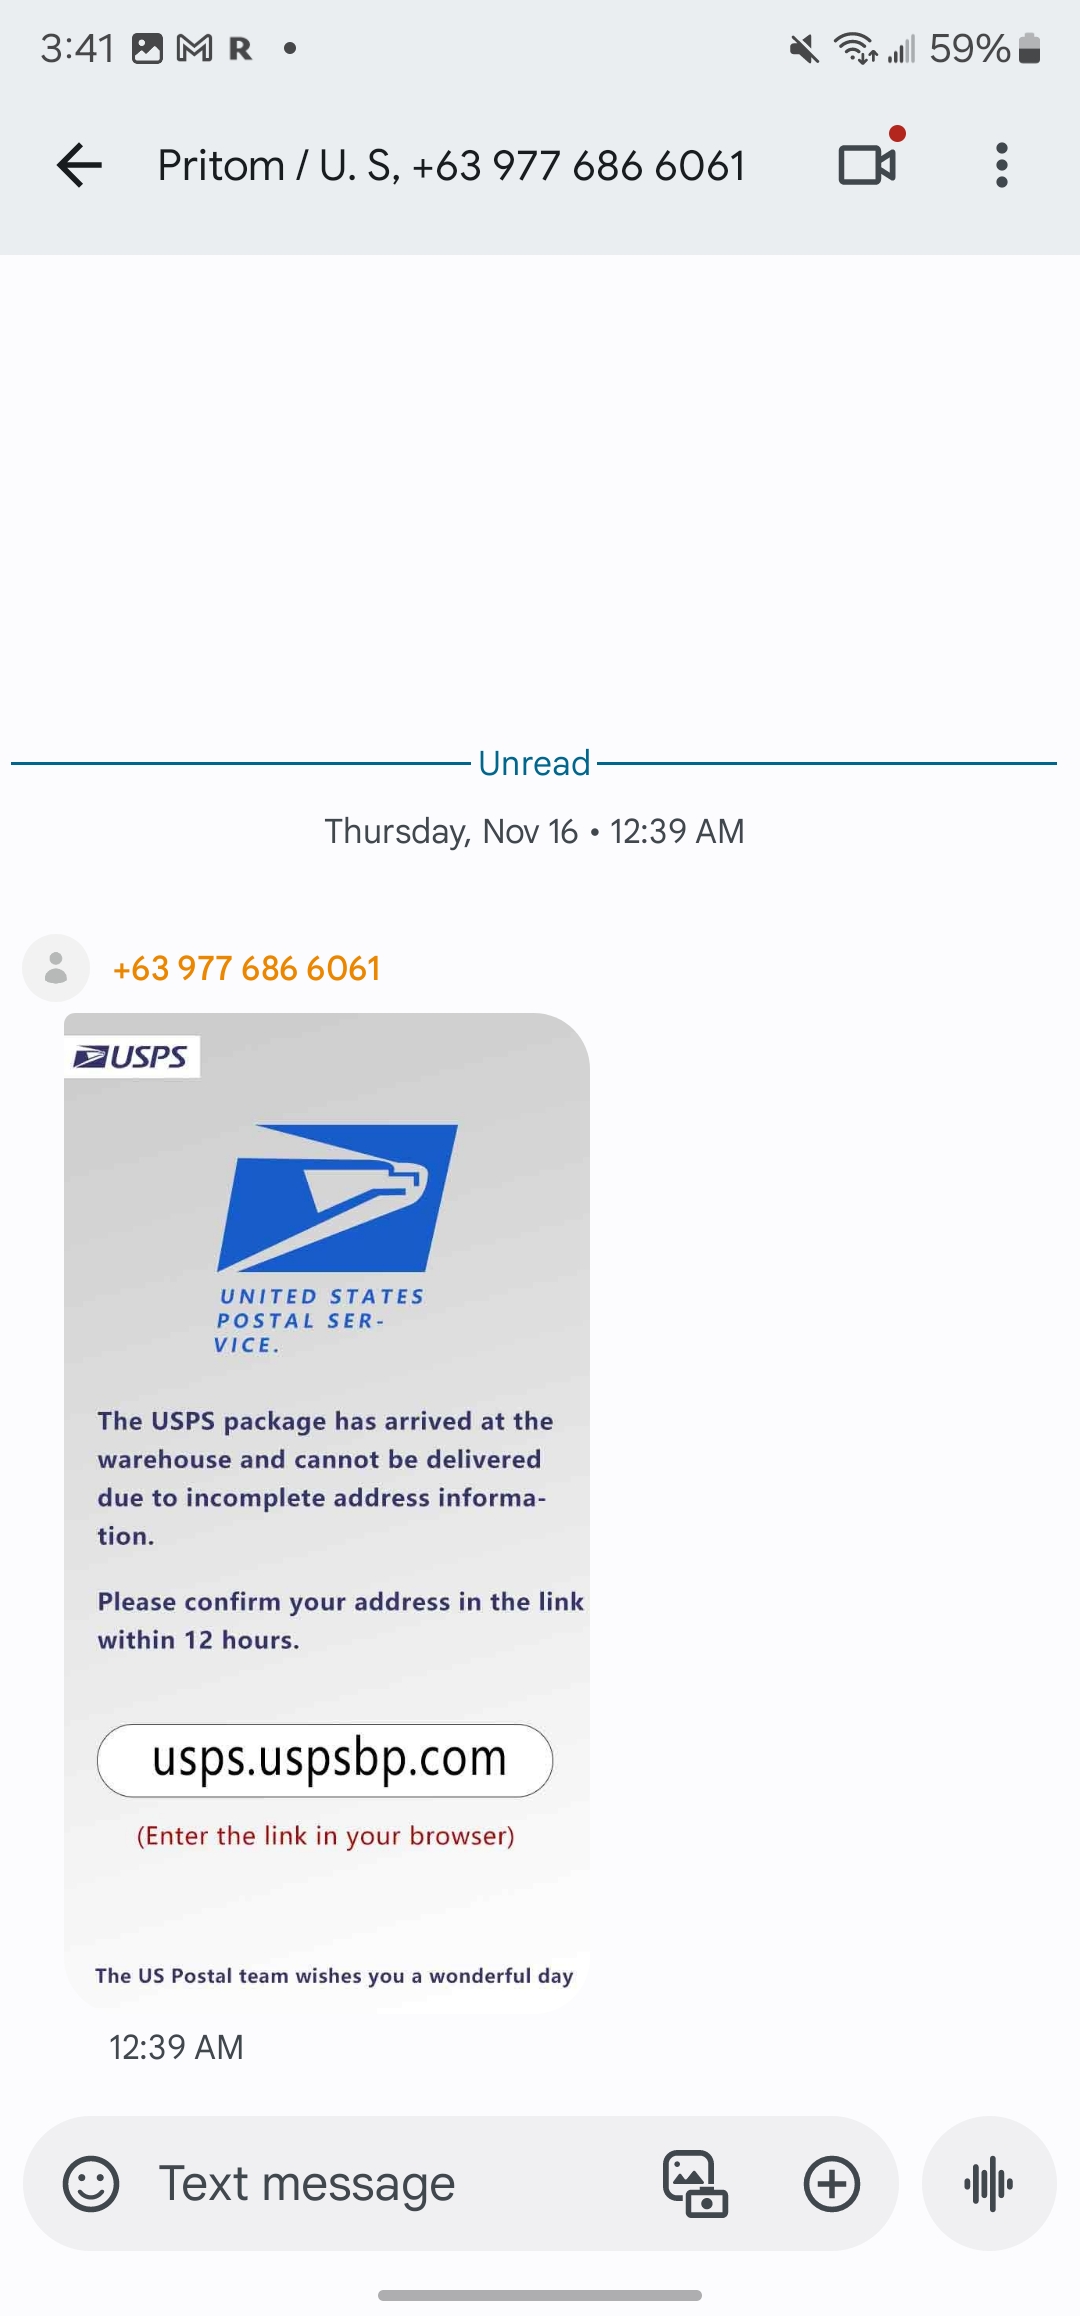 3:41 R 59%
Pritom / U. S, +63 977 686 6061
Unread
Thursday, Nov 16 • 12:39 AM
+63 977 686 6061
USPS
UNITED STATES
POSTAL SER-
VICE.
The USPS package has arrived at the
warehouse and cannot be delivered
due to incomplete address informa-
tion.
Please confirm your address in the link
within 12 hours.
usps.uspsbp.com
(Enter the link in your browser)
The US Postal team wishes you a wonderful day
12:39 AM
Text message